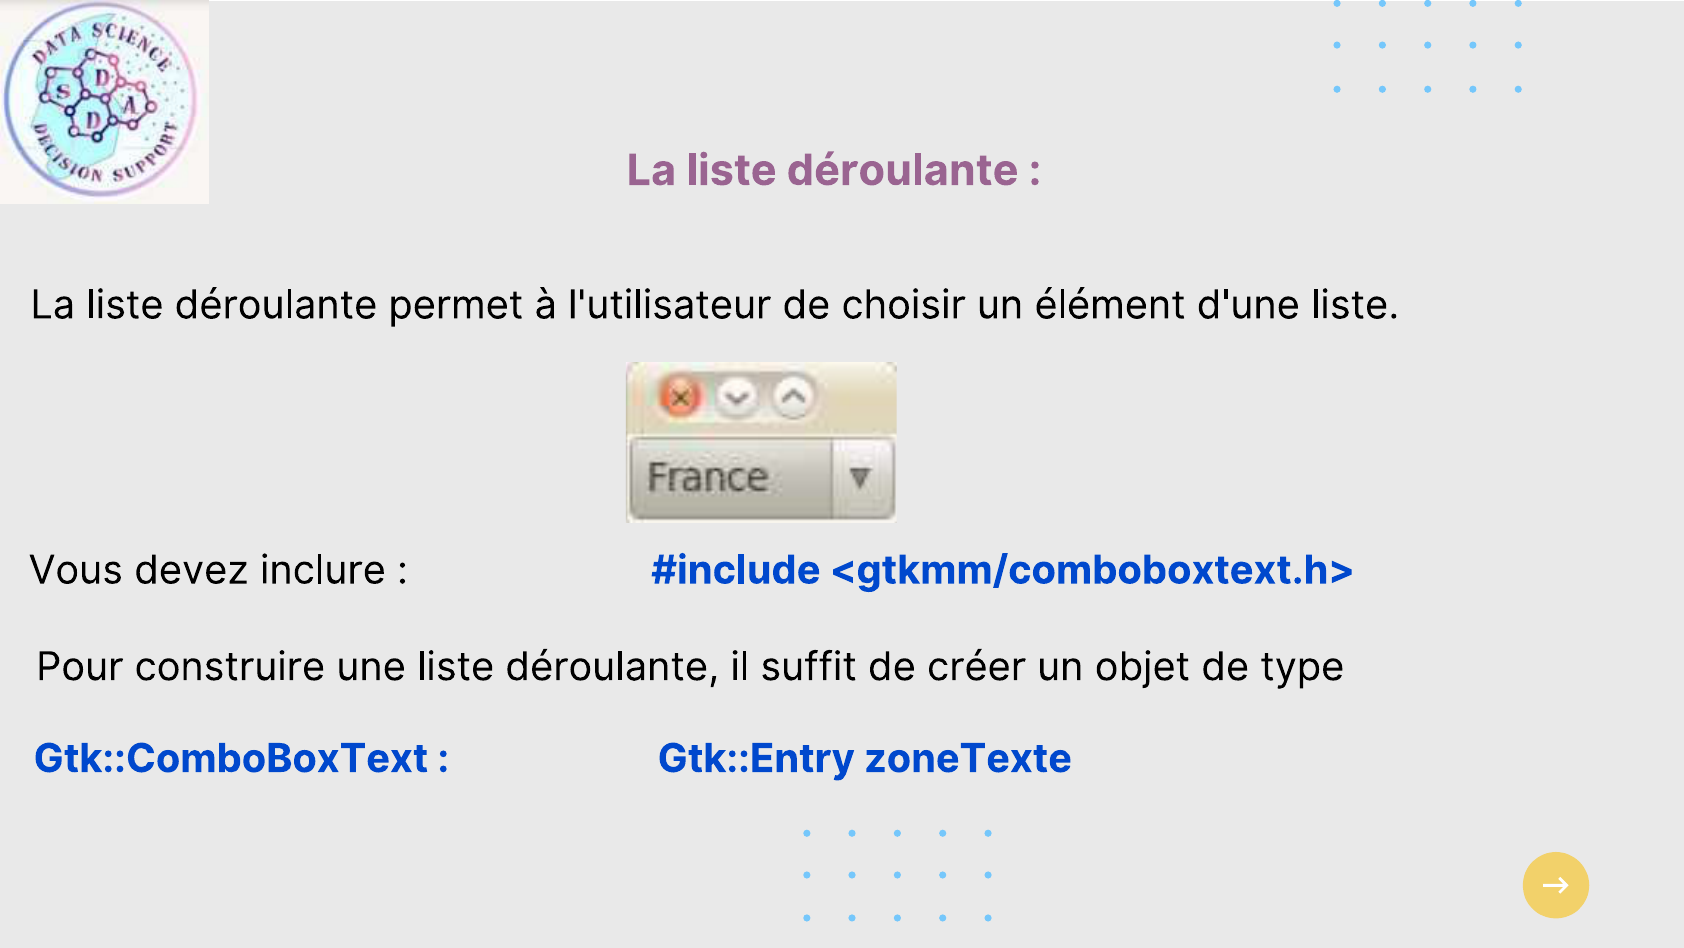 DATA SCIENCE
S D
D A
DECISION SUPPORT
La liste déroulante :
La liste déroulante permet à l'utilisateur de choisir un élément d'une liste.
France
Vous devez inclure : #include <gtkmm/comboboxtext.h>
Pour construire une liste déroulante, il suffit de créer un objet de type
Gtk::ComboBoxText : Gtk::Entry zoneTexte